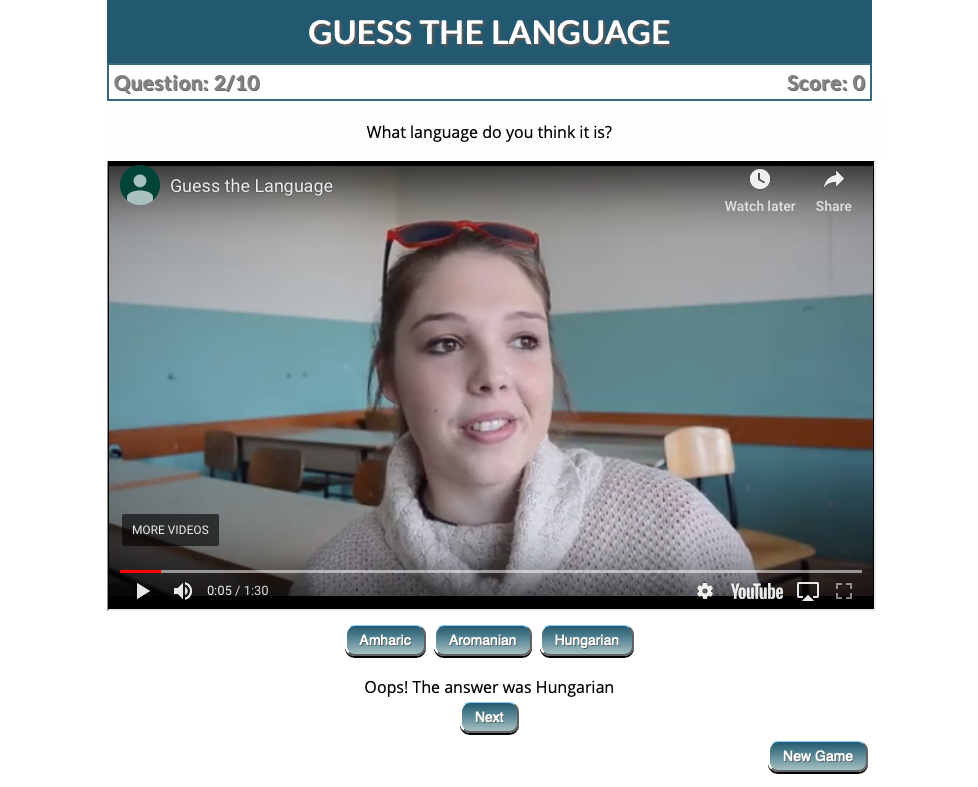 GUESS THE LANGUAGE
Question: 2/10 Score: 0
What language do you think it is?
Guess the Language
Watch later Share
MORE VIDEOS
0:05 / 1:30 YouTube
Amharic Aromanian Hungarian
Oops! The answer was Hungarian
Next
New Game